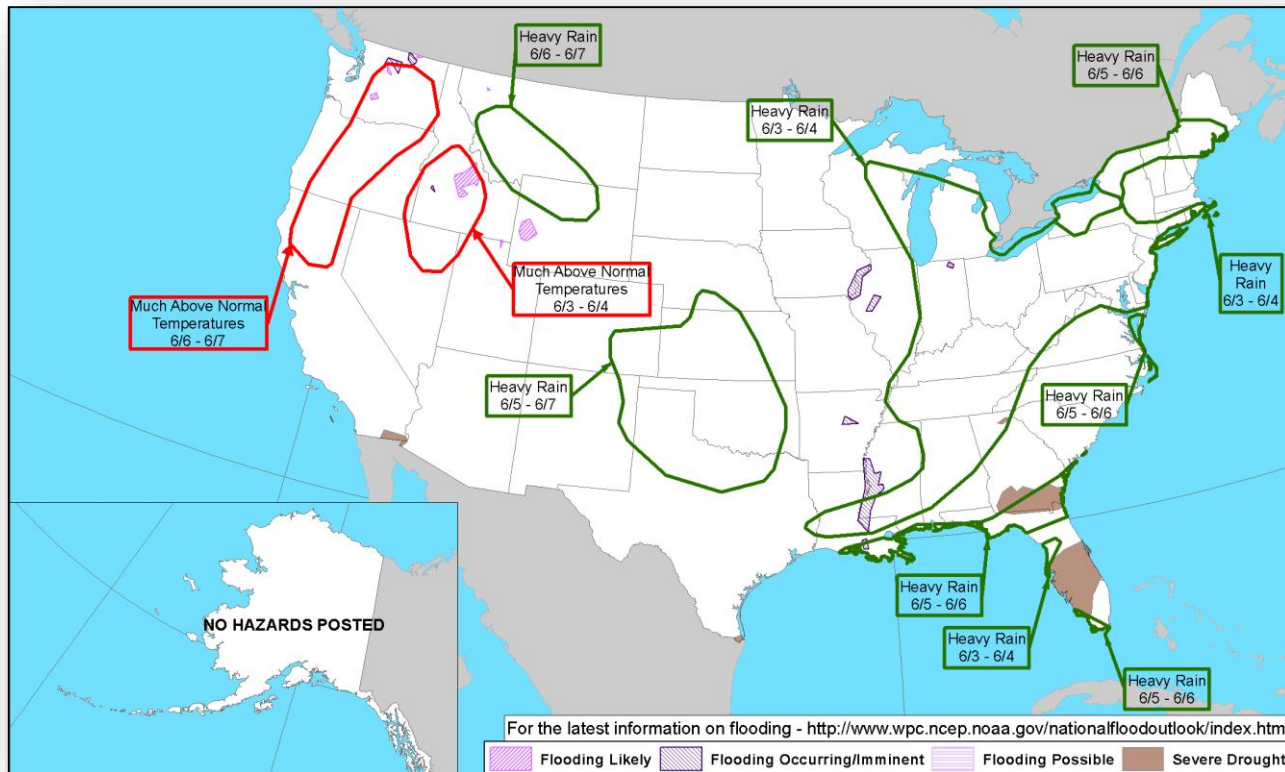 Heavy Rain
6/6 - 6/7
Heavy Rain
6/5 - 6/6
Heavy Rain
6/3 - 6/4
Heavy
Rain
6/3 - 6/4
Much Above Normal
Temperatures
6/3 - 6/4
Much Above Normal
Temperatures
6/6 - 6/7
Heavy Rain
6/5 - 6/7
Heavy Rain
6/5 - 6/6
NO HAZARDS POSTED
Heavy Rain
6/5 - 6/6
Heavy Rain
6/3 - 6/4
Heavy Rain
6/5 - 6/6
For the latest information on flooding - http://www.wpc.ncep.noaa.gov/nationalfloodoutlook/index.htm
Flooding Likely Flooding Occurring/Imminent Flooding Possible Severe Drought